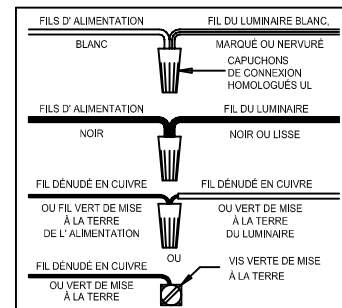 FILS D' ALIMENTATION
FIL DU LUMINAIRE BLANC,
BLANC
MARQUÉ OU NERVURÉ
CAPUCHONS
DE CONNEXION
HOMOLOGUÉS UL
FILS D' ALIMENTATION
FIL DU LUMINAIRE
NOIR
NOIR OU LISSE
FIL DÉNUDÉ EN CUIVRE
FIL DÉNUDÉ EN CUIVRE
OU FIL VERT DE MISE
À LA TERRE
DE L' ALIMENTATION
OU VERT DE MISE
À LA TERRE
DU LUMINAIRE
OU
FIL DÉNUDÉ EN CUIVRE
OU VERT DE MISE
À LA TERRE
VIS VERTE DE MISE
À LA TERRE